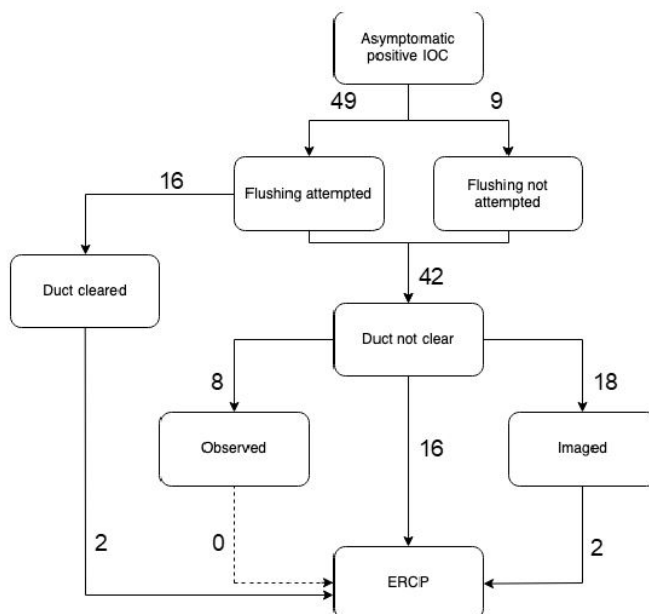 Asymptomatic
positive IOC
49
9
16
Flushing attempted
Flushing not
attempted
42
Duct cleared
Duct not clear
8
18
Observed
16
Imaged
2
0
2
ERCP